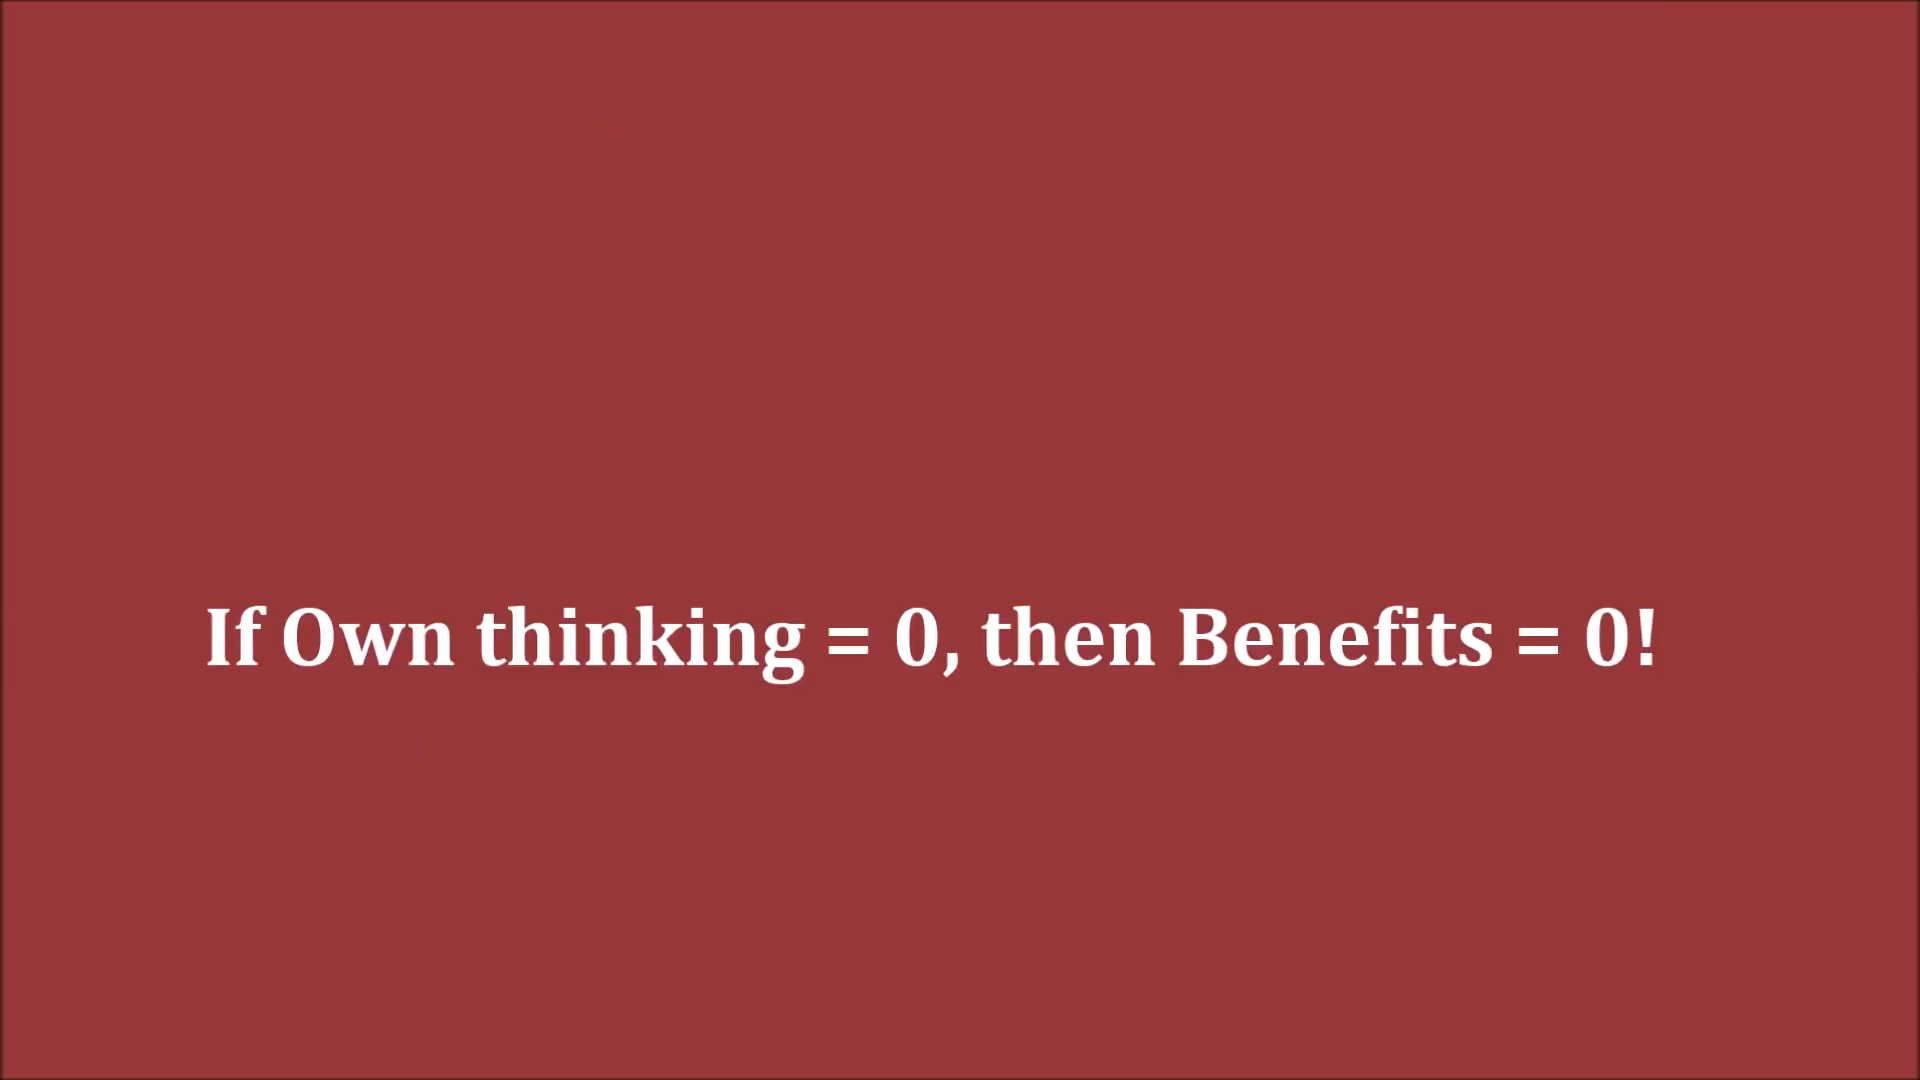 If Own thinking = 0, then Benefits = 0!